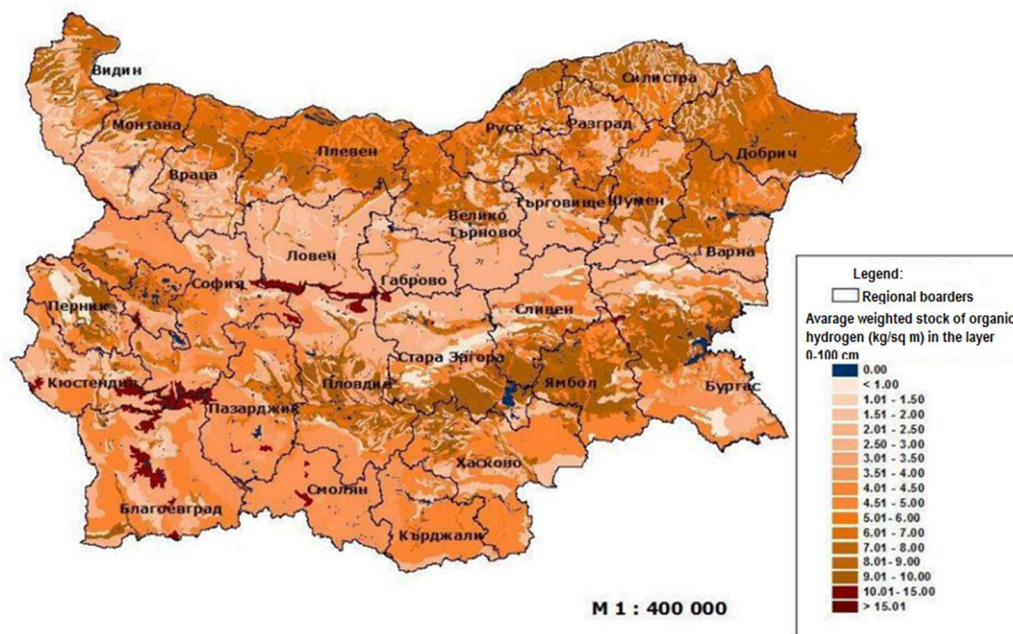 Видин
Монтана
Враца
Плевен
Русе
Силистра
Разград
Добрич
Търговище
Шумен
Велико
Търново
Варна
Ловеч
Габрово
София
Перник
Сливен
Стара Загора
Кюстендил
Пловдив
Ямбол
Бургас
Пазарджик
Хасково
Смолян
Благоевград
Кърджали
M 1 : 400 000
Legend:
Regional boarders
Avarage weighted stock of organic
hydrogen (kg/sq m) in the layer
0-100 cm
0.00
< 1.00
1.01 - 1.50
1.51 - 2.00
2.01 - 2.50
2.50 - 3.00
3.01 - 3.50
3.51 - 4.00
4.01 - 4.50
4.51 - 5.00
5.01- 6.00
6.01 - 7.00
7.01 - 8.00
8.01 - 9.00
9.01 - 10.00
10.01 - 15.00
> 15.01